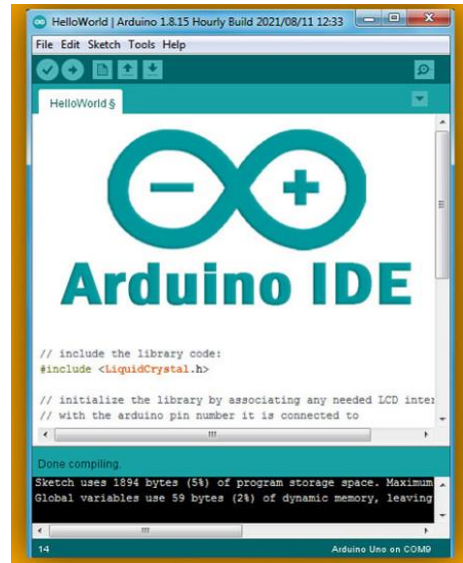 HelloWorld | Arduino 1.8.15 Hourly Build 2021/08/11 12:33
File Edit Sketch Tools Help
HelloWorld §
Arduino IDE
// include the library code:
#include <LiquidCrystal.h>
// initialize the library by associating any needed LCD inter
// with the arduino pin number it is connected to
Done compiling.
Sketch uses 1894 bytes (5%) of program storage space. Maximum
Global variables use 59 bytes (2%) of dynamic memory, leaving
14 Arduino Uno on COM9